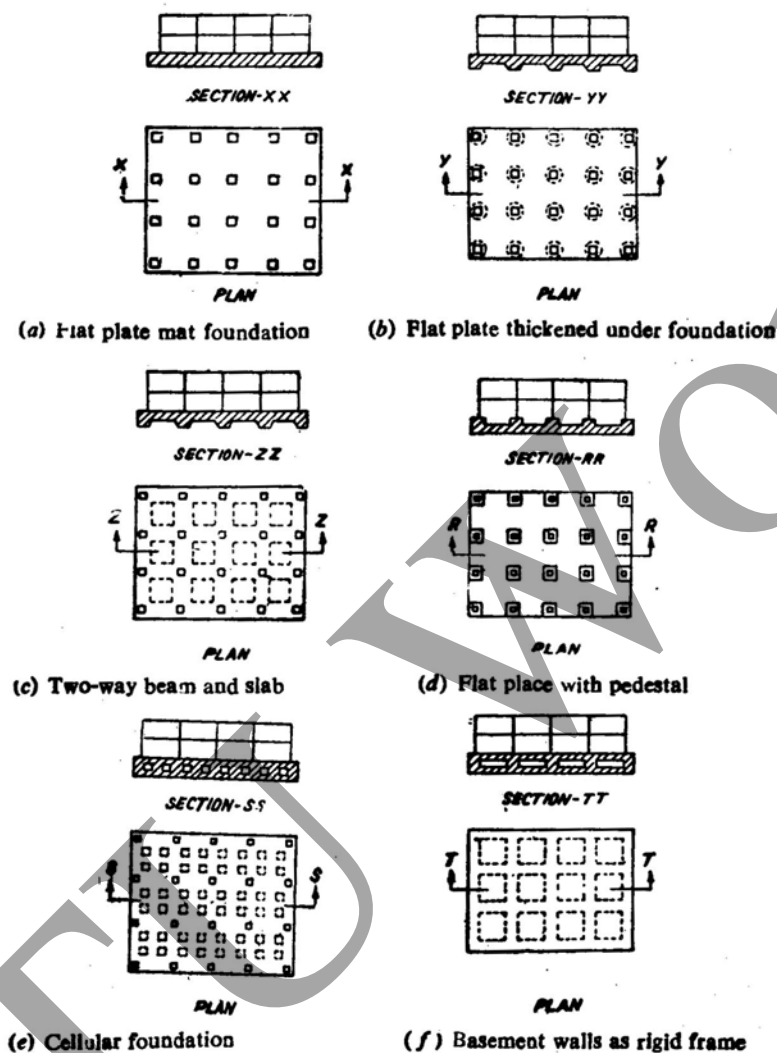 SECTION-XX
SECTION-YY
X X
Y Y
PLAN
PLAN
(a) Flat plate mat foundation
(b) Flat plate thickened under foundation
SECTION-ZZ
SECTION-RR
Z Z
R R
PLAN
PLAN
(c) Two-way beam and slab
(d) Flat place with pedestal
SECTION-SS
SECTION-TT
S S
T T
PLAN
PLAN
(e) Cellular foundation
(f) Basement walls as rigid frame